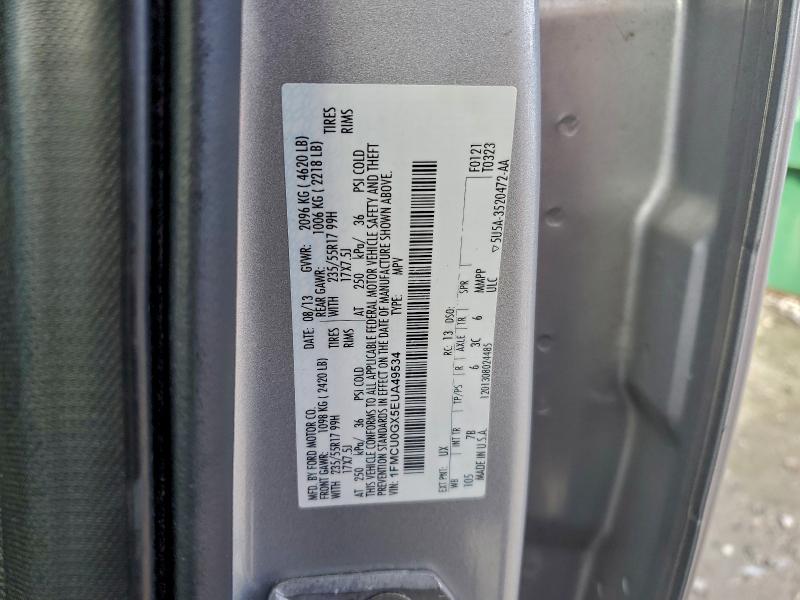 MFD. BY FORD MOTOR CO. DATE: 08/13 GVWR: 2096 KG ( 4620 LB)
FRONT GAWR: 1098 KG ( 2420 LB) REAR GAWR: 1006 KG ( 2218 LB)
WITH 235/55R17 99H TIRES WITH 235/55R17 99H TIRES
17X7.5J RIMS 17X7.5J RIMS
AT 250 kPa/ 36 PSI COLD AT 250 kPa/ 36 PSI COLD
THIS VEHICLE CONFORMS TO ALL APPLICABLE FEDERAL MOTOR VEHICLE SAFETY AND THEFT
PREVENTION STANDARDS IN EFFECT ON THE DATE OF MANUFACTURE SHOWN ABOVE.
VIN: 1FMCU0GX5EUA49534 TYPE: MPV
F0121
T0323
EXT PNT: UX RC: 13 DSO:
WB INT TR TP/PS R AXLE TR SPR
105 7B 6 3C 6 MMPP
MADE IN U.S.A. 1201308024485 ULC
▽5U5A-3520472-AA